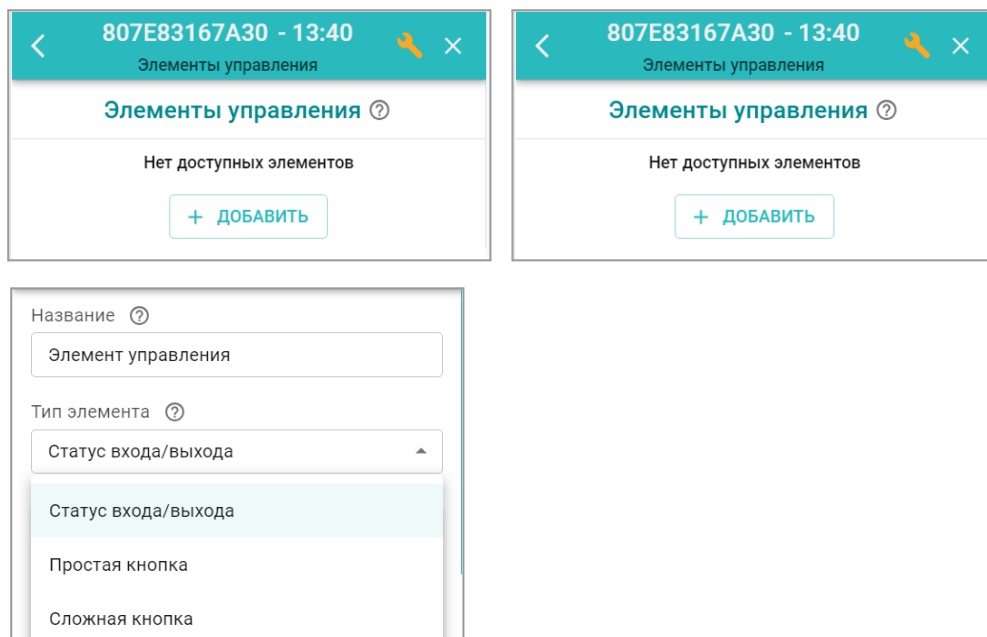 807E83167A30 - 13:40
Элементы управления
Элементы управления
Нет доступных элементов
+ ДОБАВИТЬ
807E83167A30 - 13:40
Элементы управления
Элементы управления
Нет доступных элементов
+ ДОБАВИТЬ
Название
Элемент управления
Тип элемента
Статус входа/выхода
Статус входа/выхода
Простая кнопка
Сложная кнопка